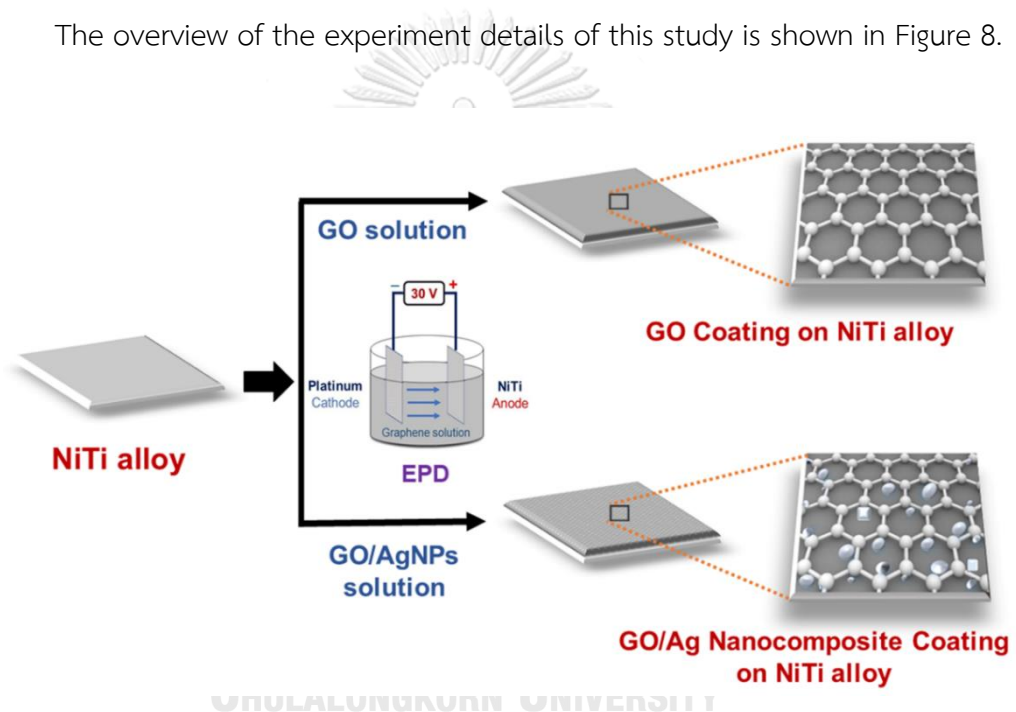 The overview of the experiment details of this study is shown in Figure 8.
GO solution
− 30 V +
Platinum
Cathode
NiTi
Anode
Graphene solution
EPD
NiTi alloy
GO Coating on NiTi alloy
GO/AgNPs
solution
GO/Ag Nanocomposite Coating
on NiTi alloy
CHULALONGKORN UNIVERSITY